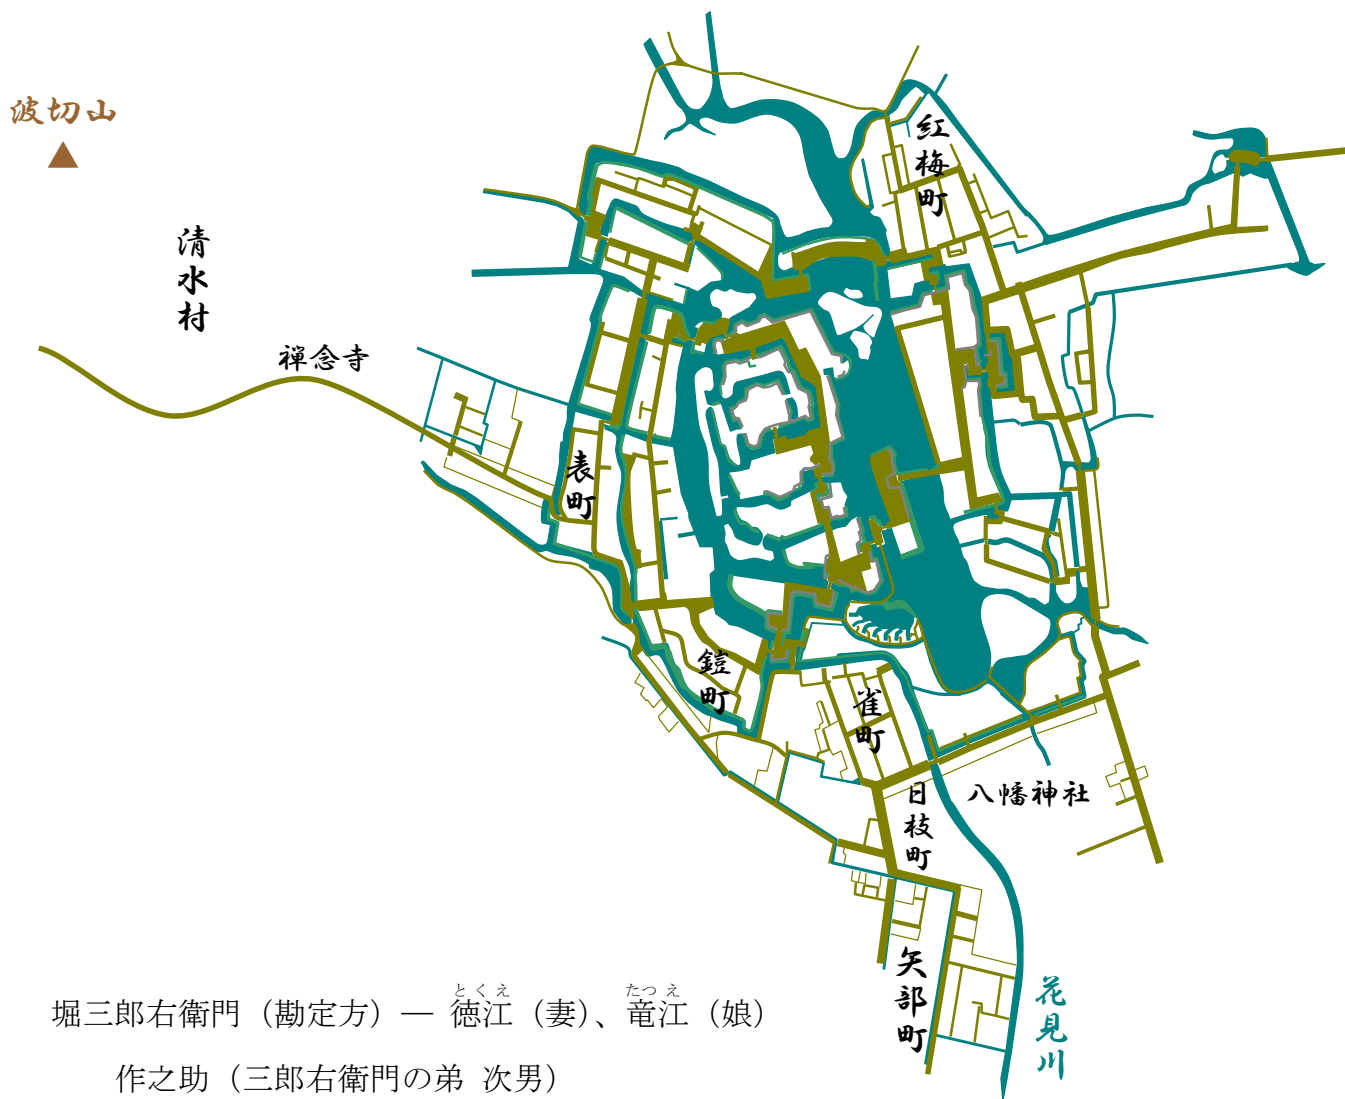 波切山
紅梅町
清水村
禅念寺
表町
鎧町
雀町
日枝町
八幡神社
矢部町
花見川
とくえ たつえ
堀三郎右衛門（勘定方）― 徳江（妻）、竜江（娘）
作之助（三郎右衛門の弟 次男）